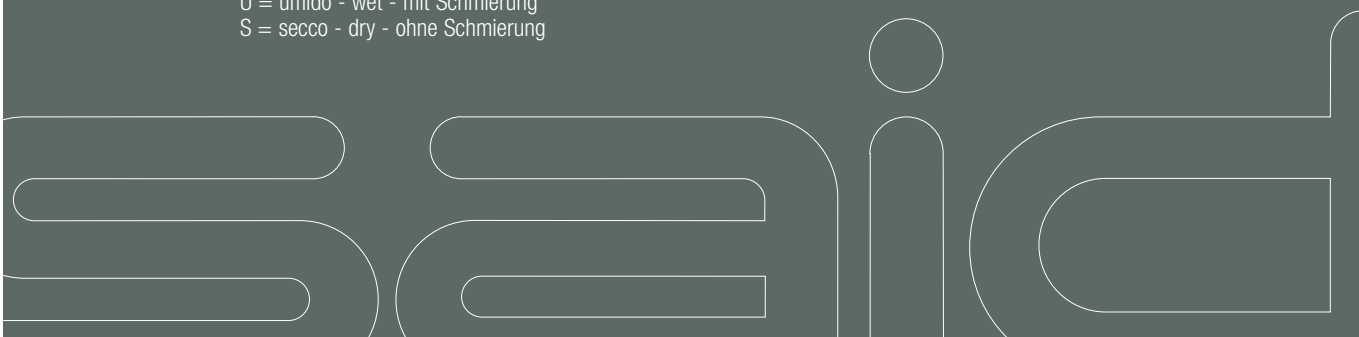 U = umido - wet - mit Schmierung
S = secco - dry - ohne Schmierung
said